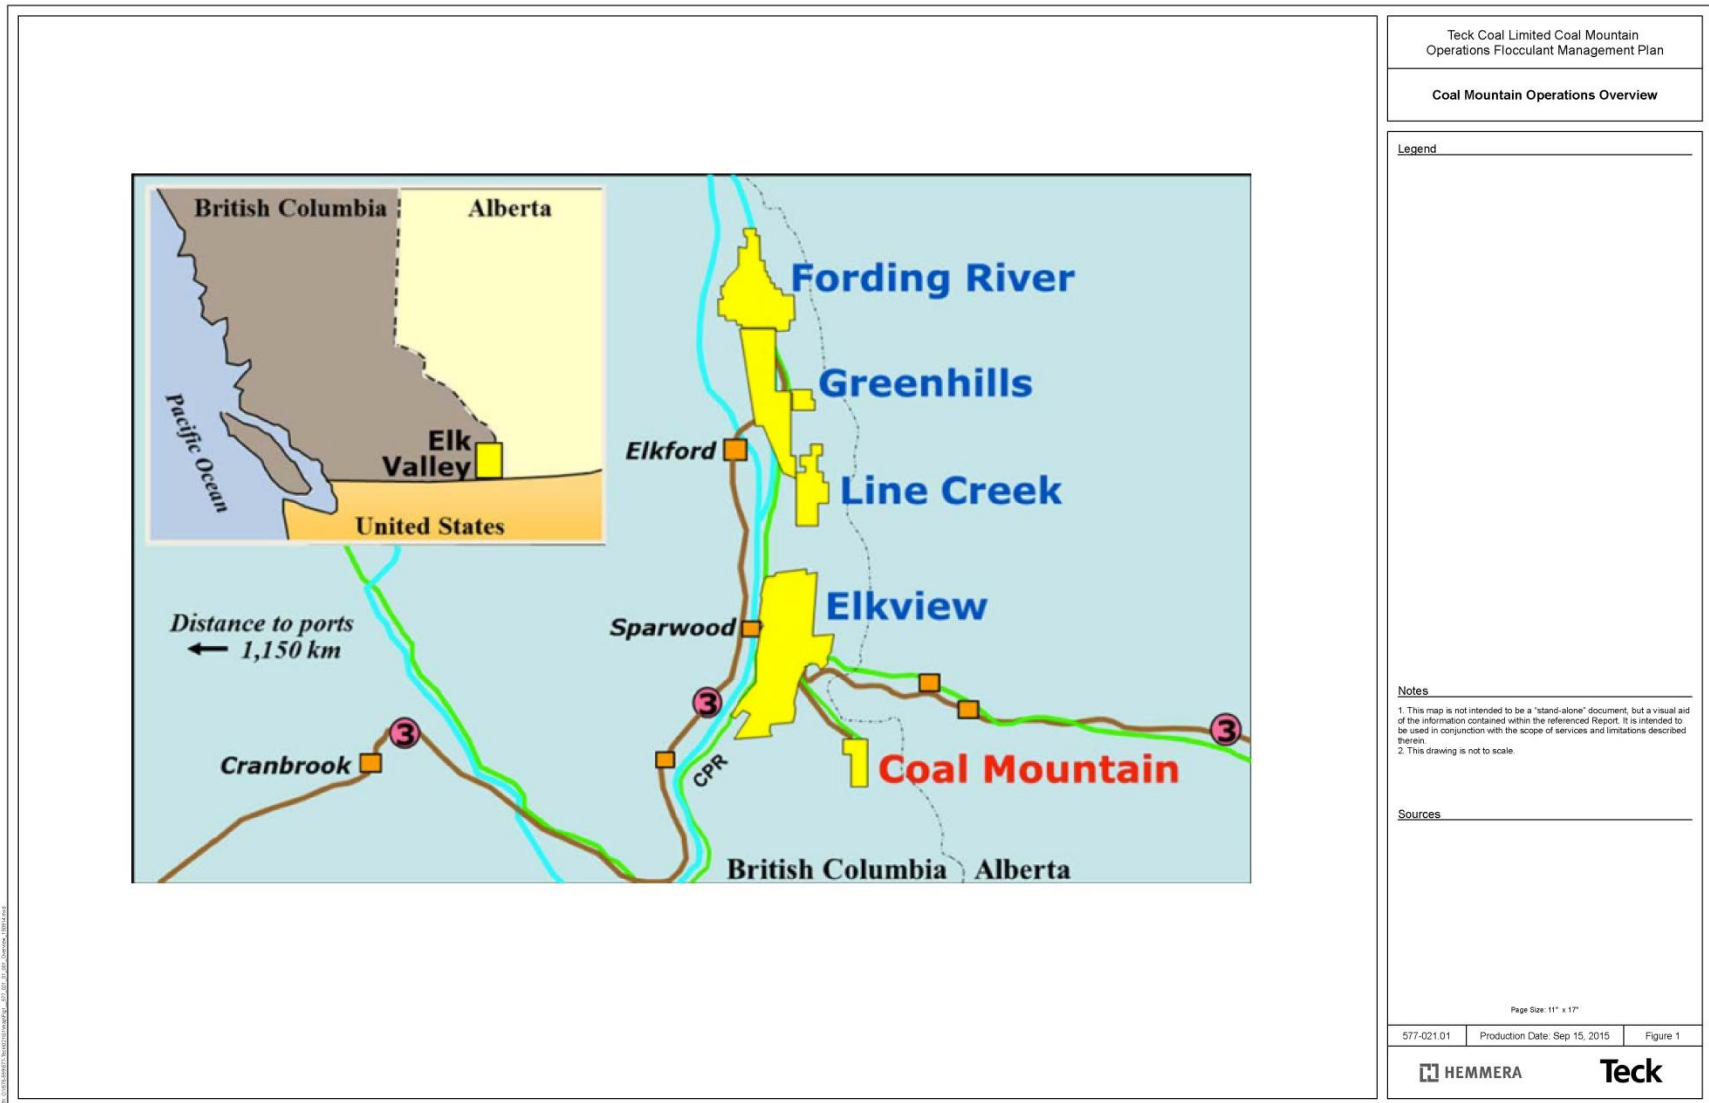 British Columbia
Alberta
Pacific Ocean
Elk
Valley
United States
Fording River
Greenhills
Elkford
Line Creek
Distance to ports
1,150 km
Sparwood
Elkview
3
3
3
Cranbrook
CPR
Coal Mountain
British Columbia
Alberta
Teck Coal Limited Coal Mountain
Operations Flocculant Management Plan
Coal Mountain Operations Overview
Legend
Notes
1. This map is not intended to be a "stand-alone" document, but a visual aid
of the information contained within the referenced Report. It is intended to
be used in conjunction with the scope of services and limitations described
therein.
2. This drawing is not to scale.
Sources
Page Size: 11" x 17"
577-021.01
Production Date: Sep 15, 2015
Figure 1
HEMMERA
Teck